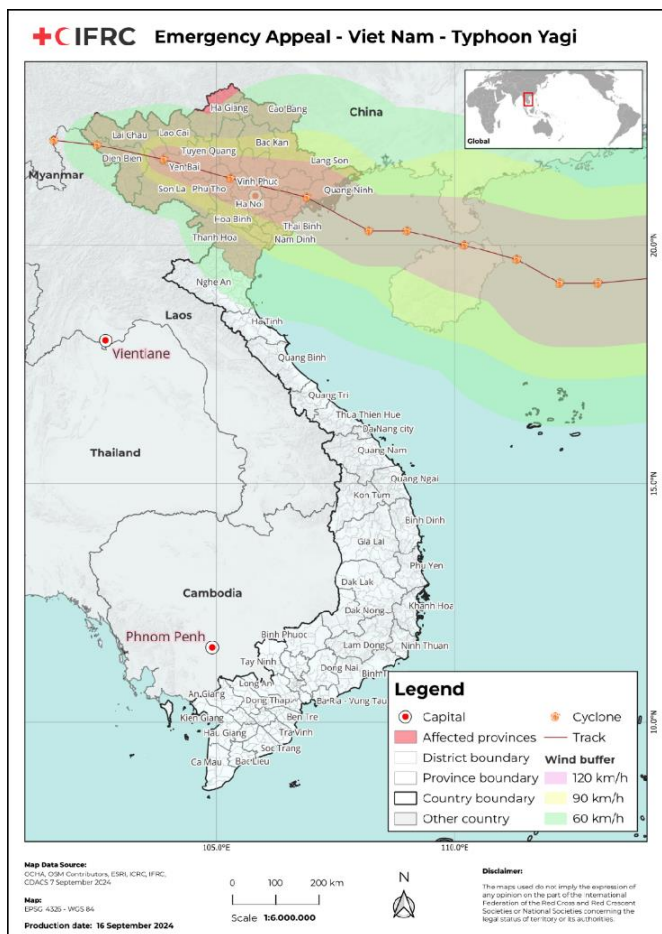 IFRC
Emergency Appeal - Viet Nam - Typhoon Yagi
Global
China
Ha Giang
Cao Bang
Lai Chau
Lao Cai
Bac Kan
Tuyen Quang
Lang Son
Dien Bien
Yen Bai
Myanmar
Vinh Phuc
Quang Ninh
Son La
Phu Tho
Ha Noi
Hoa Binh
Thai Binh
Nam Dinh
Thanh Hoa
20.0°N
Nghe An
Laos
Ha Tinh
Vientiane
Quang Binh
Quang Tri
Thua Thien Hue
Da Nang city
Thailand
Quang Nam
Quang Ngai
15.0°N
Kon Tum
Binh Dinh
Gia Lai
Phu Yen
Cambodia
Dak Lak
Dak Nong
Khanh Hoa
Phnom Penh
Binh Phuoc
Lam Dong
Ninh Thuan
Tay Ninh
Dong Nai
Long An
An Giang
Dong Thap
Ba Ria - Vung Tau
10.0°N
Kien Giang
Ben Tre
Hau Giang
Tra Vinh
Soc Trang
Ca Mau
Bac Lieu
Legend
Capital
Affected provinces
District boundary
Province boundary
Country boundary
Other country
Cyclone
Track
Wind buffer
120 km/h
90 km/h
60 km/h
105.0°E
110.0°E
Map Data Source:
OCHA, OSM Contributors, ESRI, ICRC, IFRC,
CDACS 7 September 2024
Map:
EPSG 4326 - WGS 84
Production date: 16 September 2024
0 100 200 km
Scale 1:6.000.000
N
Disclaimer:
The maps used do not imply the expression of
any opinion on the part of the International
Federation of the Red Cross and Red Crescent
Societies or National Societies concerning the
legal status of territory or its authorities.